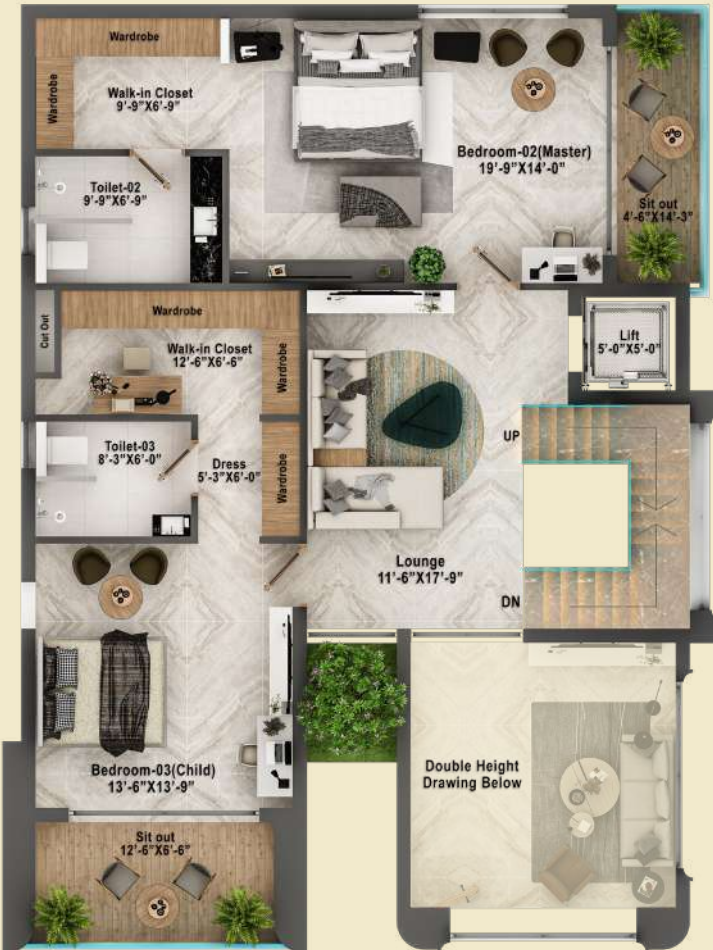 Wardrobe
Wardrobe
Walk-in Closet
9'-9"X6'-9"
Bedroom-02(Master)
19'-9"X14'-0"
Toilet-02
9'-9"X6'-9"
Sit out
4'-6"X14'-3"
Cut Out
Wardrobe
Walk-in Closet
12'-6"X6'-6"
Wardrobe
Lift
5'-0"X5'-0"
UP
Toilet-03
8'-3"X6'-0"
Dress
5'-3"X6'-0"
Wardrobe
Lounge
11'-6"X17'-9"
DN
Bedroom-03(Child)
13'-6"X13'-9"
Double Height
Drawing Below
Sit out
12'-6"X6'-6"